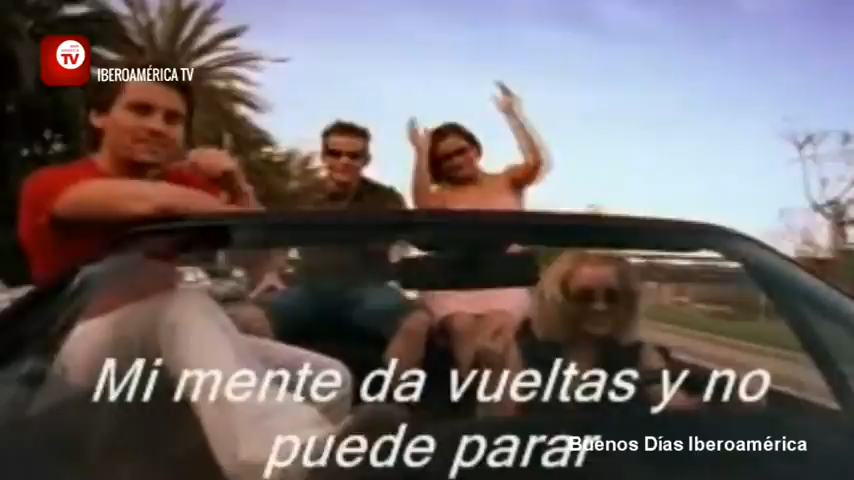 TV
IBEROAMÉRICA TV
Mi mente da vueltas y no
puede parar
Buenos Días Iberoamérica